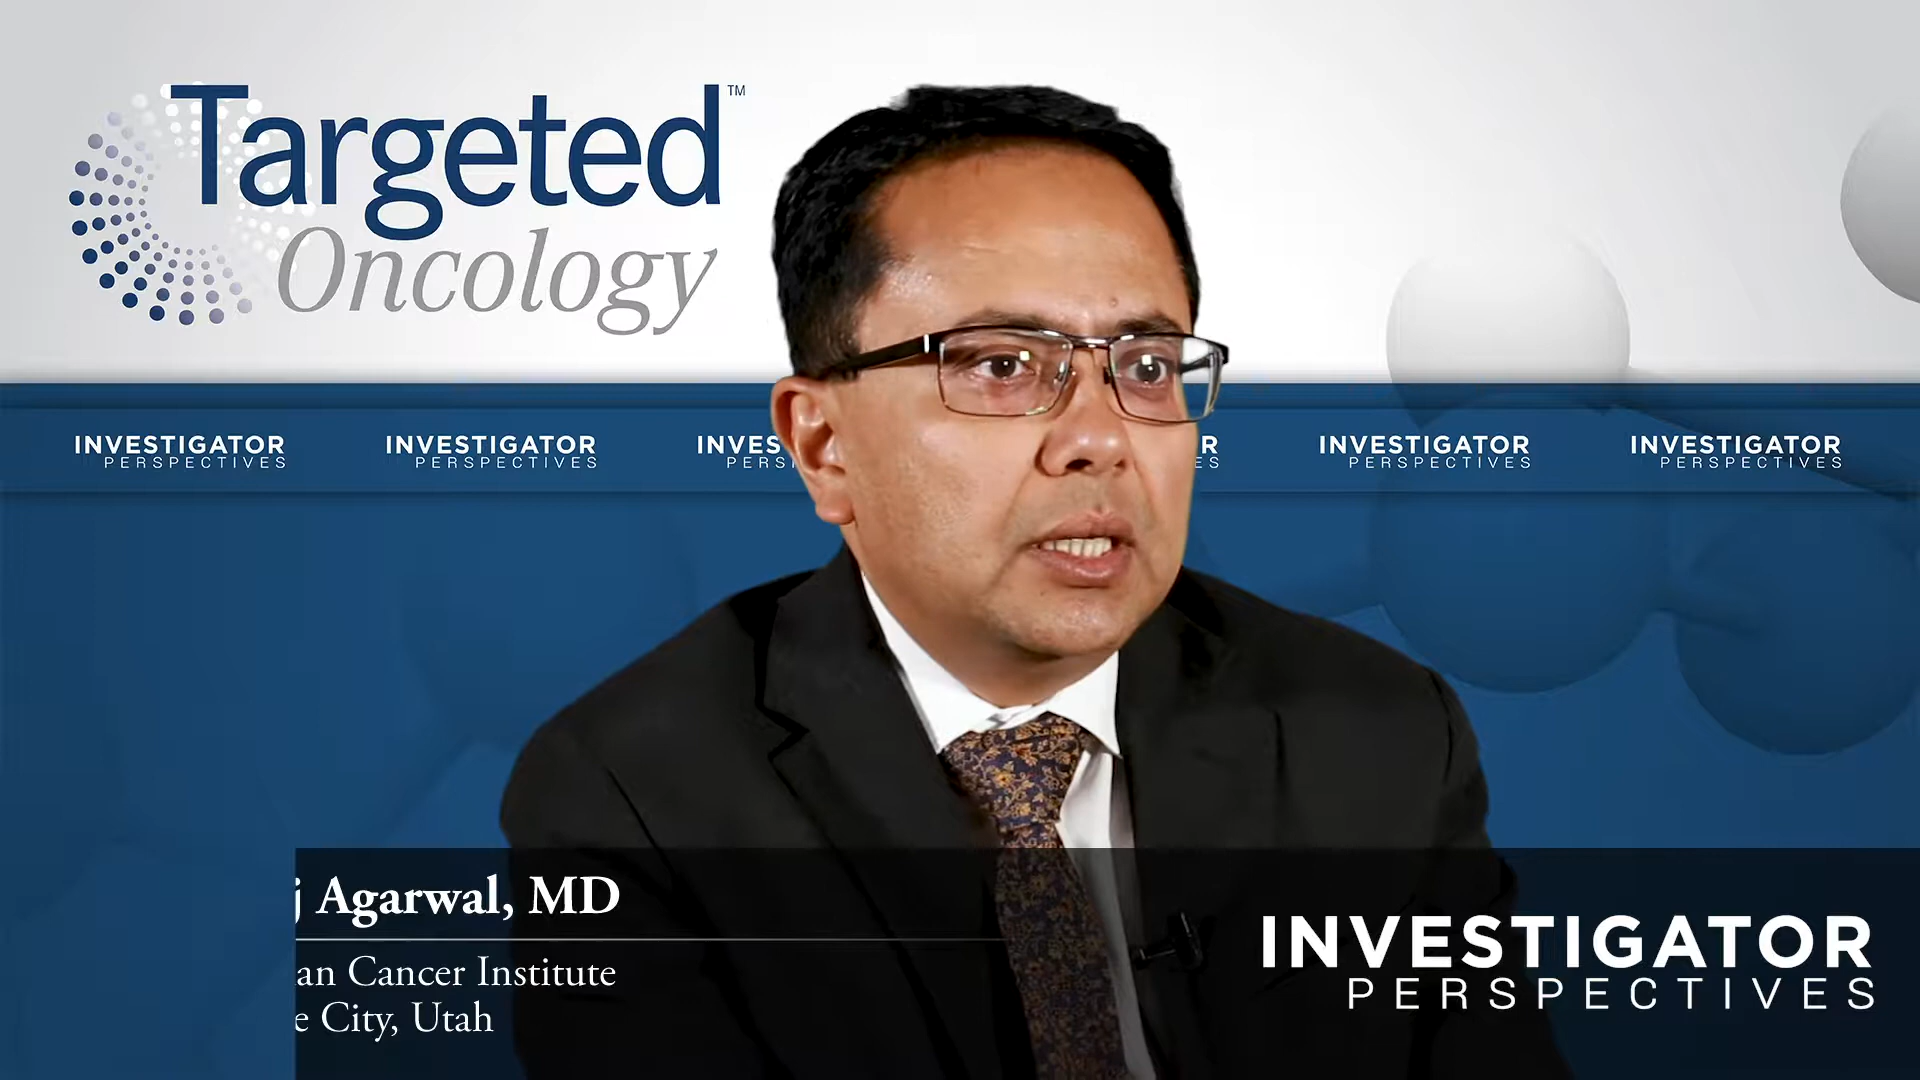 Targeted™
Oncology
INVESTIGATOR
PERSPECTIVES
INVESTIGATOR
PERSPECTIVES
INVES
PERSI
R
ES
INVESTIGATOR
PERSPECTIVES
INVESTIGATOR
PERSPECTIVES
j Agarwal, MD
an Cancer Institute
e City, Utah
INVESTIGATOR
PERSPECTIVES